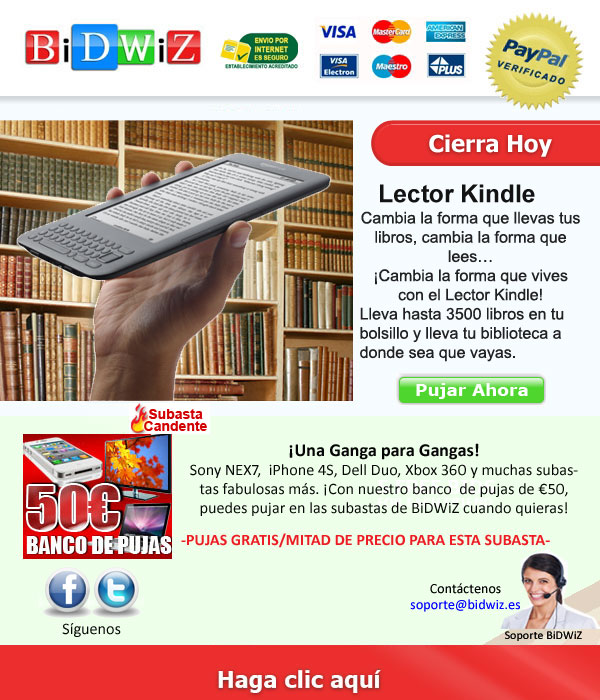 BiDWiZ
ENVIO POR
INTERNET
ES SEGURO
ESTABLECIMIENTO ACREDITADO
VISA
MasterCard
AMERICAN
EXPRESS
VISA
Electron
Maestro
PLUS
PayPal
VERIFICADO
Cierra Hoy
Lector Kindle
Cambia la forma que llevas tus
libros, cambia la forma que
lees...
¡Cambia la forma que vives
con el Lector Kindle!
Lleva hasta 3500 libros en tu
bolsillo y lleva tu biblioteca a
donde sea que vayas.
Pujar Ahora
Subasta
Candente
50€
BANCO DE PUJAS
¡Una Ganga para Gangas!
Sony NEX7, iPhone 4S, Dell Duo, Xbox 360 y muchas subas-
tas fabulosas más. ¡Con nuestro banco de pujas de €50,
puedes pujar en las subastas de BiDWiZ cuando quieras!
-PUJAS GRATIS/MITAD DE PRECIO PARA ESTA SUBASTA-
Síguenos
Contáctenos
soporte@bidwiz.es
Soporte BiDWiZ
Haga clic aquí